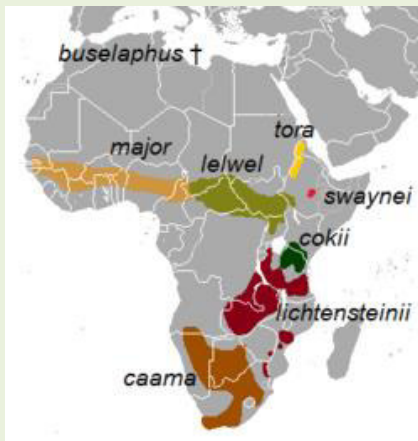 buselaphus †
tora
major
lelwel
swaynei
cokii
lichtensteinii
caama